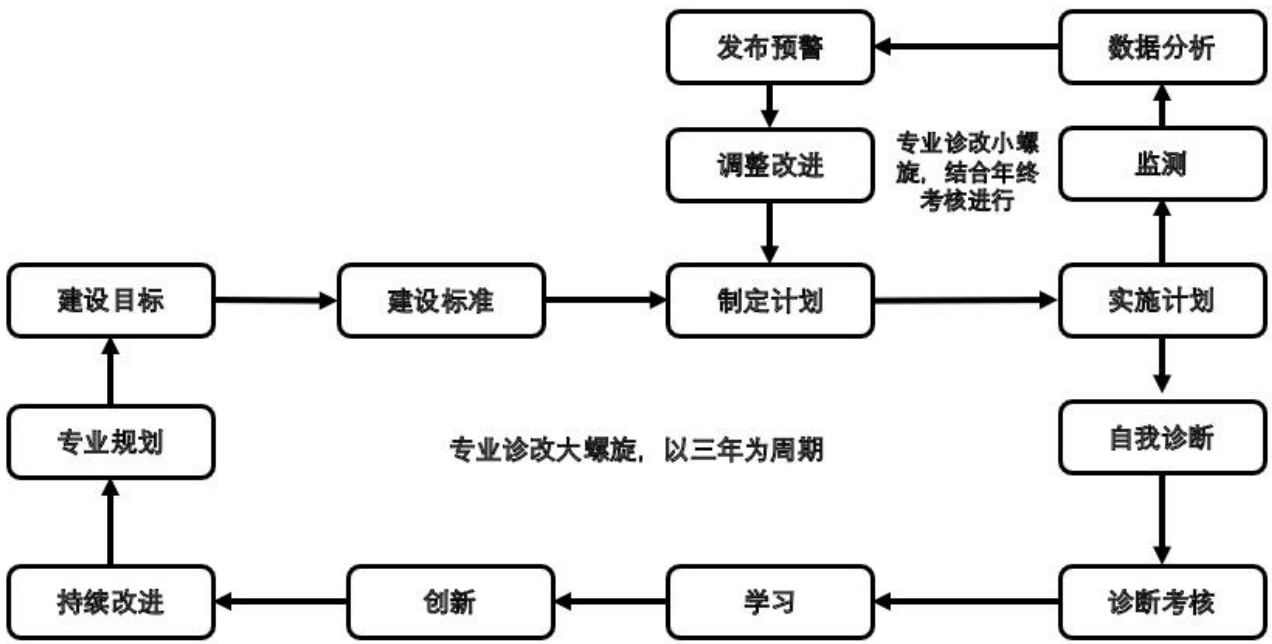 发布预警
数据分析
调整改进
专业诊改小螺
旋，结合年终
考核进行
监测
建设目标
建设标准
制定计划
实施计划
专业规划
专业诊改大螺旋，以三年为周期
自我诊断
持续改进
创新
学习
诊断考核